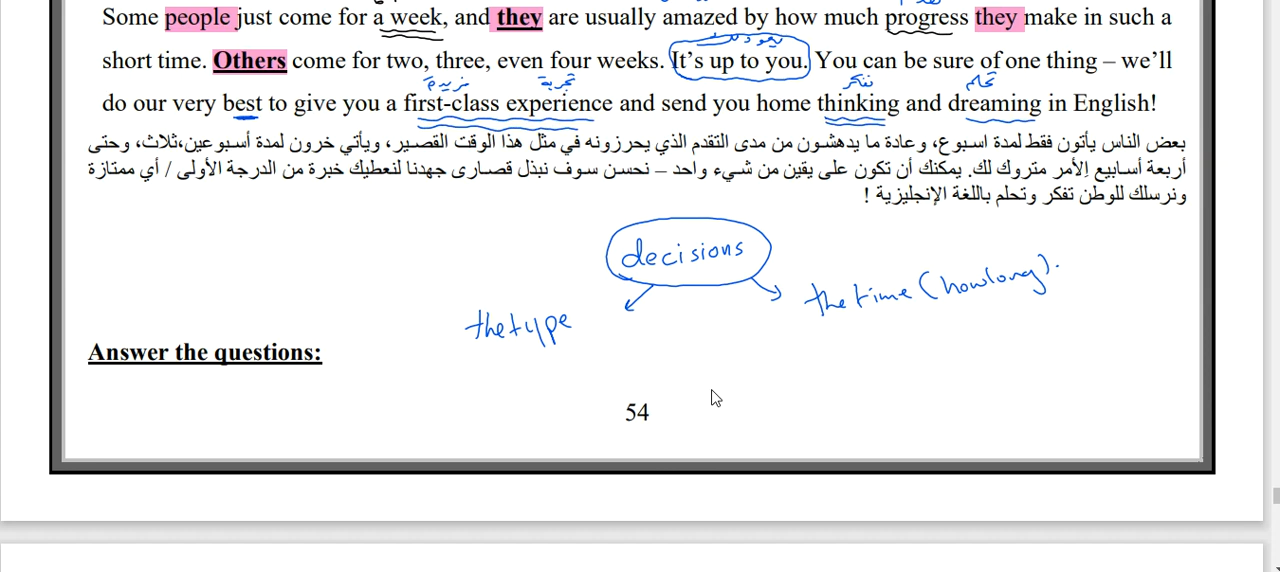 Some people just come for a week, and they are usually amazed by how much progress they make in such a
يعود لك
short time. Others come for two, three, even four weeks. It's up to you. You can be sure of one thing – we'll
تجربة نفكر تحلم
do our very best to give you a first-class experience and send you home thinking and dreaming in English!
بعض الناس يأتون فقط لمدة اسبوع، وعادة ما يدهشون من مدى التقدم الذي يحرزونه في مثل هذا الوقت القصير، ويأتي خرون لمدة أسبوعين،ثلاث، وحتى
أربعة أسابيع الأمر متروك لك. يمكنك أن تكون على يقين من شيء واحد – نحسن سوف نبذل قصارى جهدنا لنعطيك خبرة من الدرجة الأولى / أي ممتازة
ونرسلك للوطن تفكر وتحلم باللغة الإنجليزية !
decisions
the time (how long).
the type
Answer the questions:
54